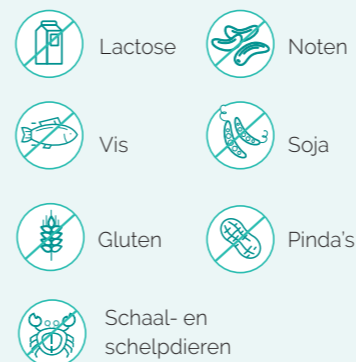 Lactose
Noten
Vis
Soja
Gluten
Pinda's
Schaal- en
schelpdieren